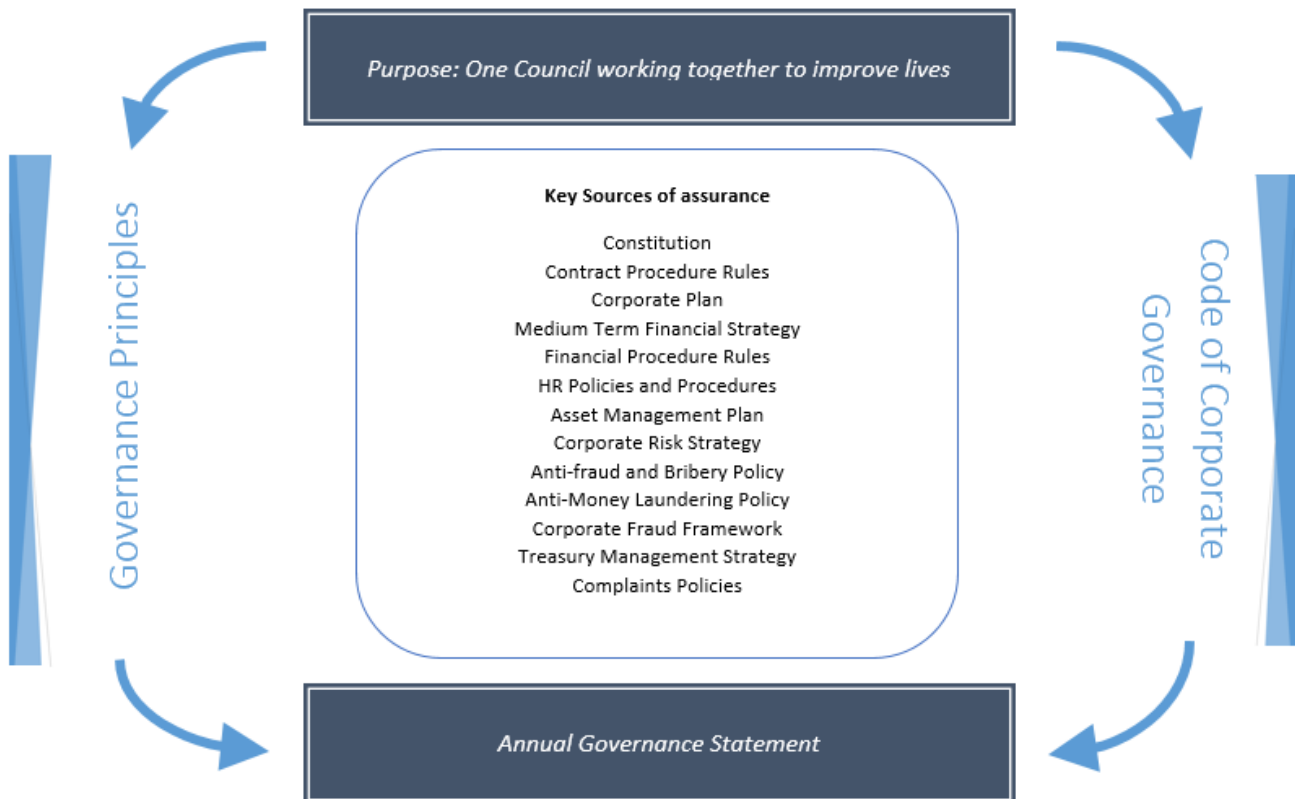 Purpose: One Council working together to improve lives
Governance Principles
Key Sources of assurance
Constitution
Contract Procedure Rules
Corporate Plan
Medium Term Financial Strategy
Financial Procedure Rules
HR Policies and Procedures
Asset Management Plan
Corporate Risk Strategy
Anti-fraud and Bribery Policy
Anti-Money Laundering Policy
Corporate Fraud Framework
Treasury Management Strategy
Complaints Policies
Code of Corporate
Governance
Annual Governance Statement